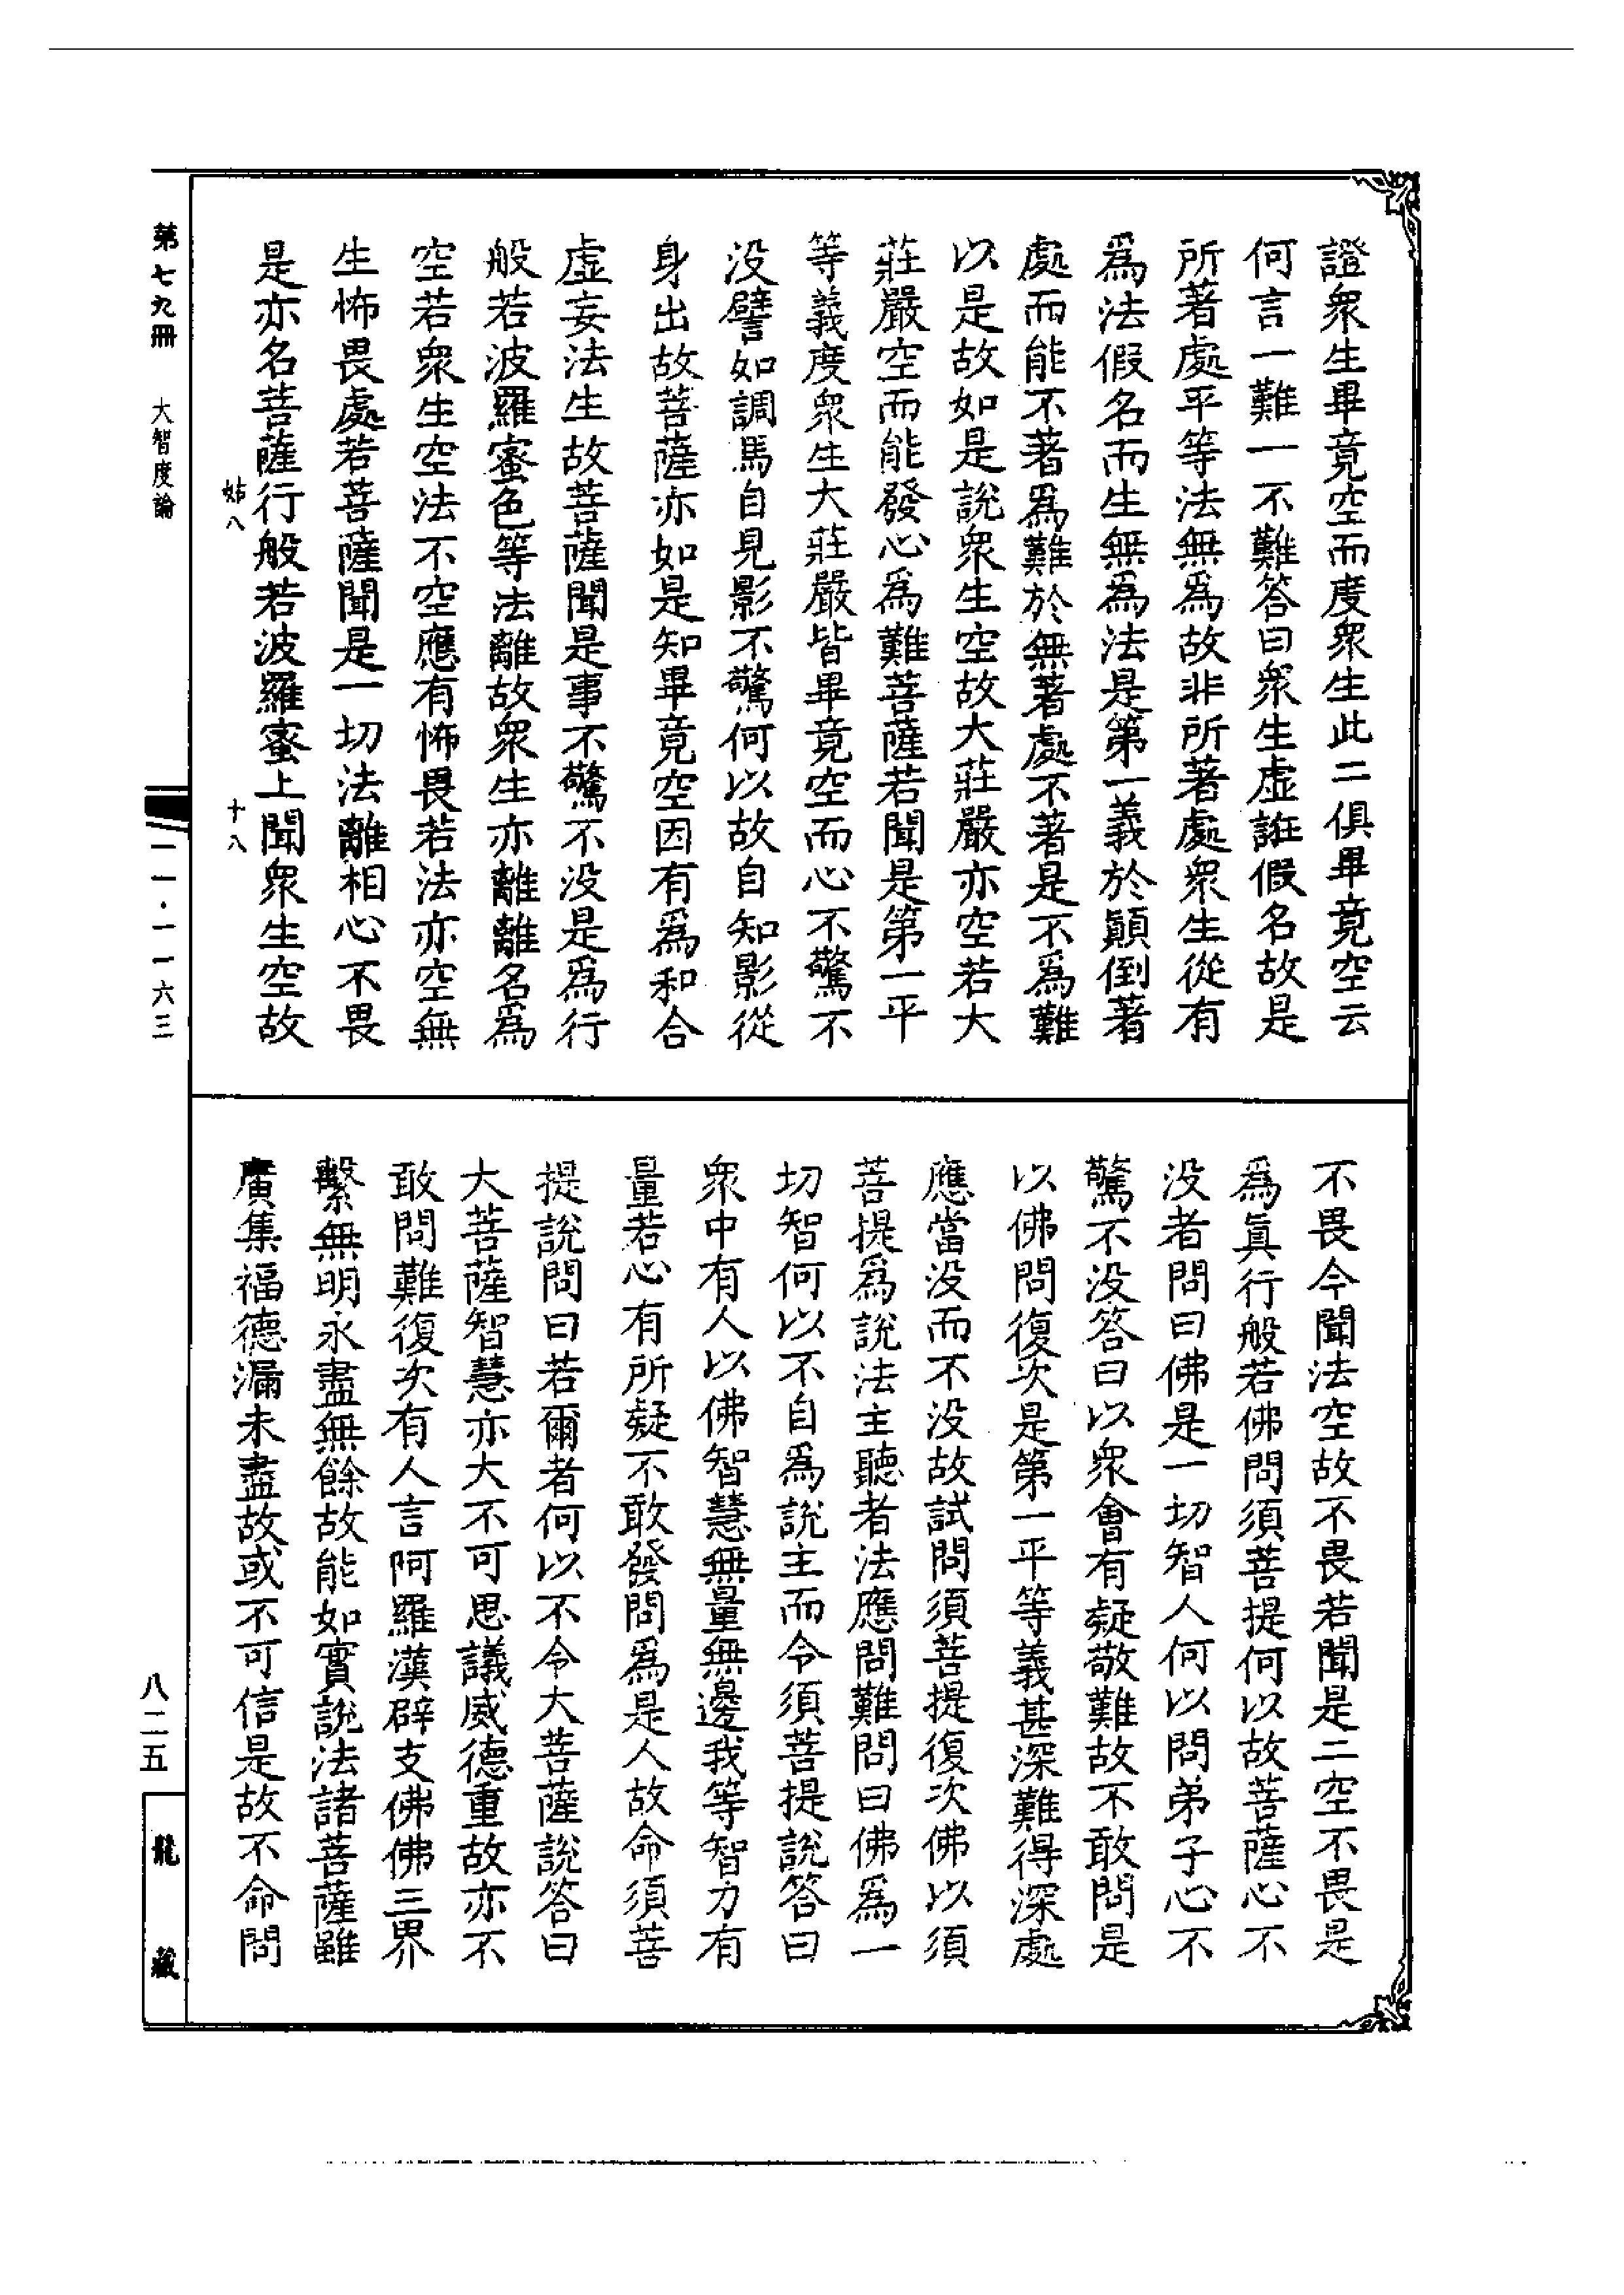 證衆生畢竟空而度衆生此二俱畢竟空云
何言一難一不難答曰衆生虛誑假名故是
所著處平等法無爲故非所著處衆生從有
爲法假名而生無爲法是第一義於顛倒著
處而能不著爲難於無著處不著是不爲難
以是故如是說衆生空故大莊嚴亦空若大
莊嚴空而能發心爲難菩薩若聞是第一平
等義度衆生大莊嚴皆畢竟空而心不驚不
没譬如調馬自見影不驚何以故自知影從
身出故菩薩亦如是知畢竟空因有爲和合
虛妄法生故菩薩聞是事不驚不没是爲行
般若波羅蜜色等法離故衆生亦離離名爲
空若衆生空法不空應有怖畏若法亦空無
生怖畏處若菩薩聞是一切法離相心不畏
是亦名菩薩行般若波羅蜜上聞衆生空故
姑八
十八
不畏今聞法空故不畏若聞是二空不畏是
爲眞行般若佛問須菩提何以故菩薩心不
没者問曰佛是一切智人何以問弟子心不
驚不没答曰以衆會有疑敬難故不敢問是
以佛問復次是第一平等義甚深難得深處
應當没而不没故試問須菩提復次佛以須
菩提爲說法主聽者法應問難問曰佛爲一
切智何以不自爲說主而令須菩提說答曰
衆中有人以佛智慧無量無邊我等智力有
量若心有所疑不敢發問爲是人故命須菩
提說問曰若爾者何以不令大菩薩說答曰
大菩薩智慧亦大不可思議威德重故亦不
敢問難復次有人言阿羅漢辟支佛佛三界
繫無明永盡無餘故能如實說法諸菩薩雖
廣集福德漏未盡故或不可信是故不命問
第七九冊
大智度論
一一一·一一六三
八二五
龍藏